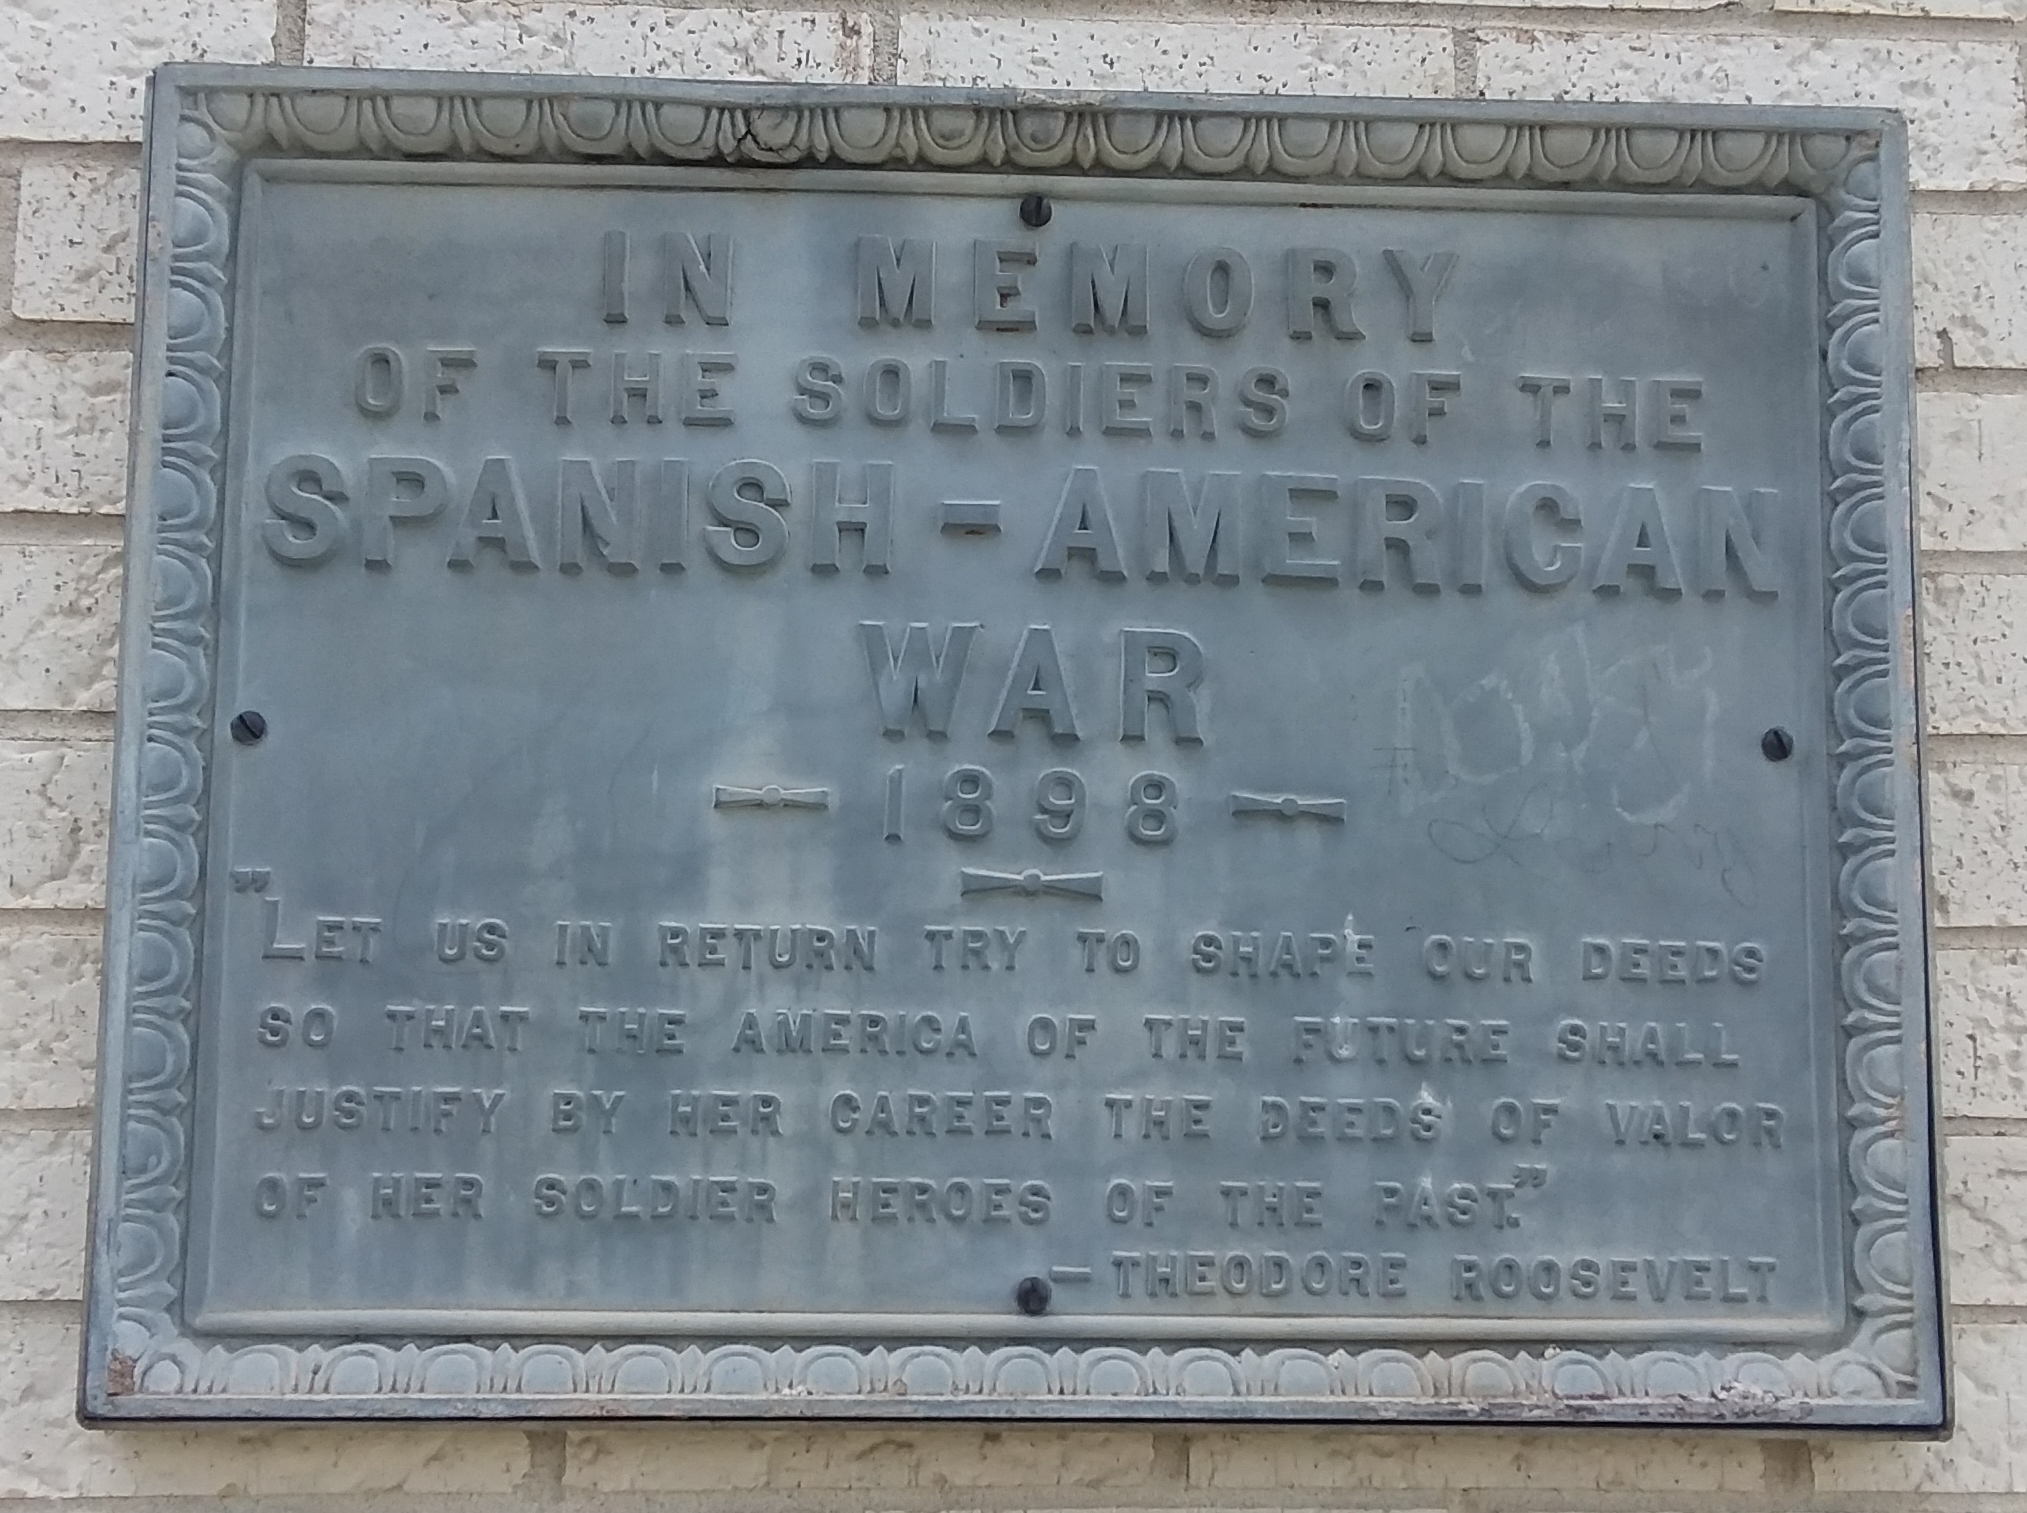 IN MEMORY
OF THE SOLDIERS OF THE
SPANISH - AMERICAN
WAR
1898
"LET US IN RETURN TRY TO SHAPE OUR DEEDS
SO THAT THE AMERICA OF THE FUTURE SHALL
JUSTIFY BY HER CAREER THE DEEDS OF VALOR
OF HER SOLDIER HEROES OF THE PAST."
- THEODORE ROOSEVELT